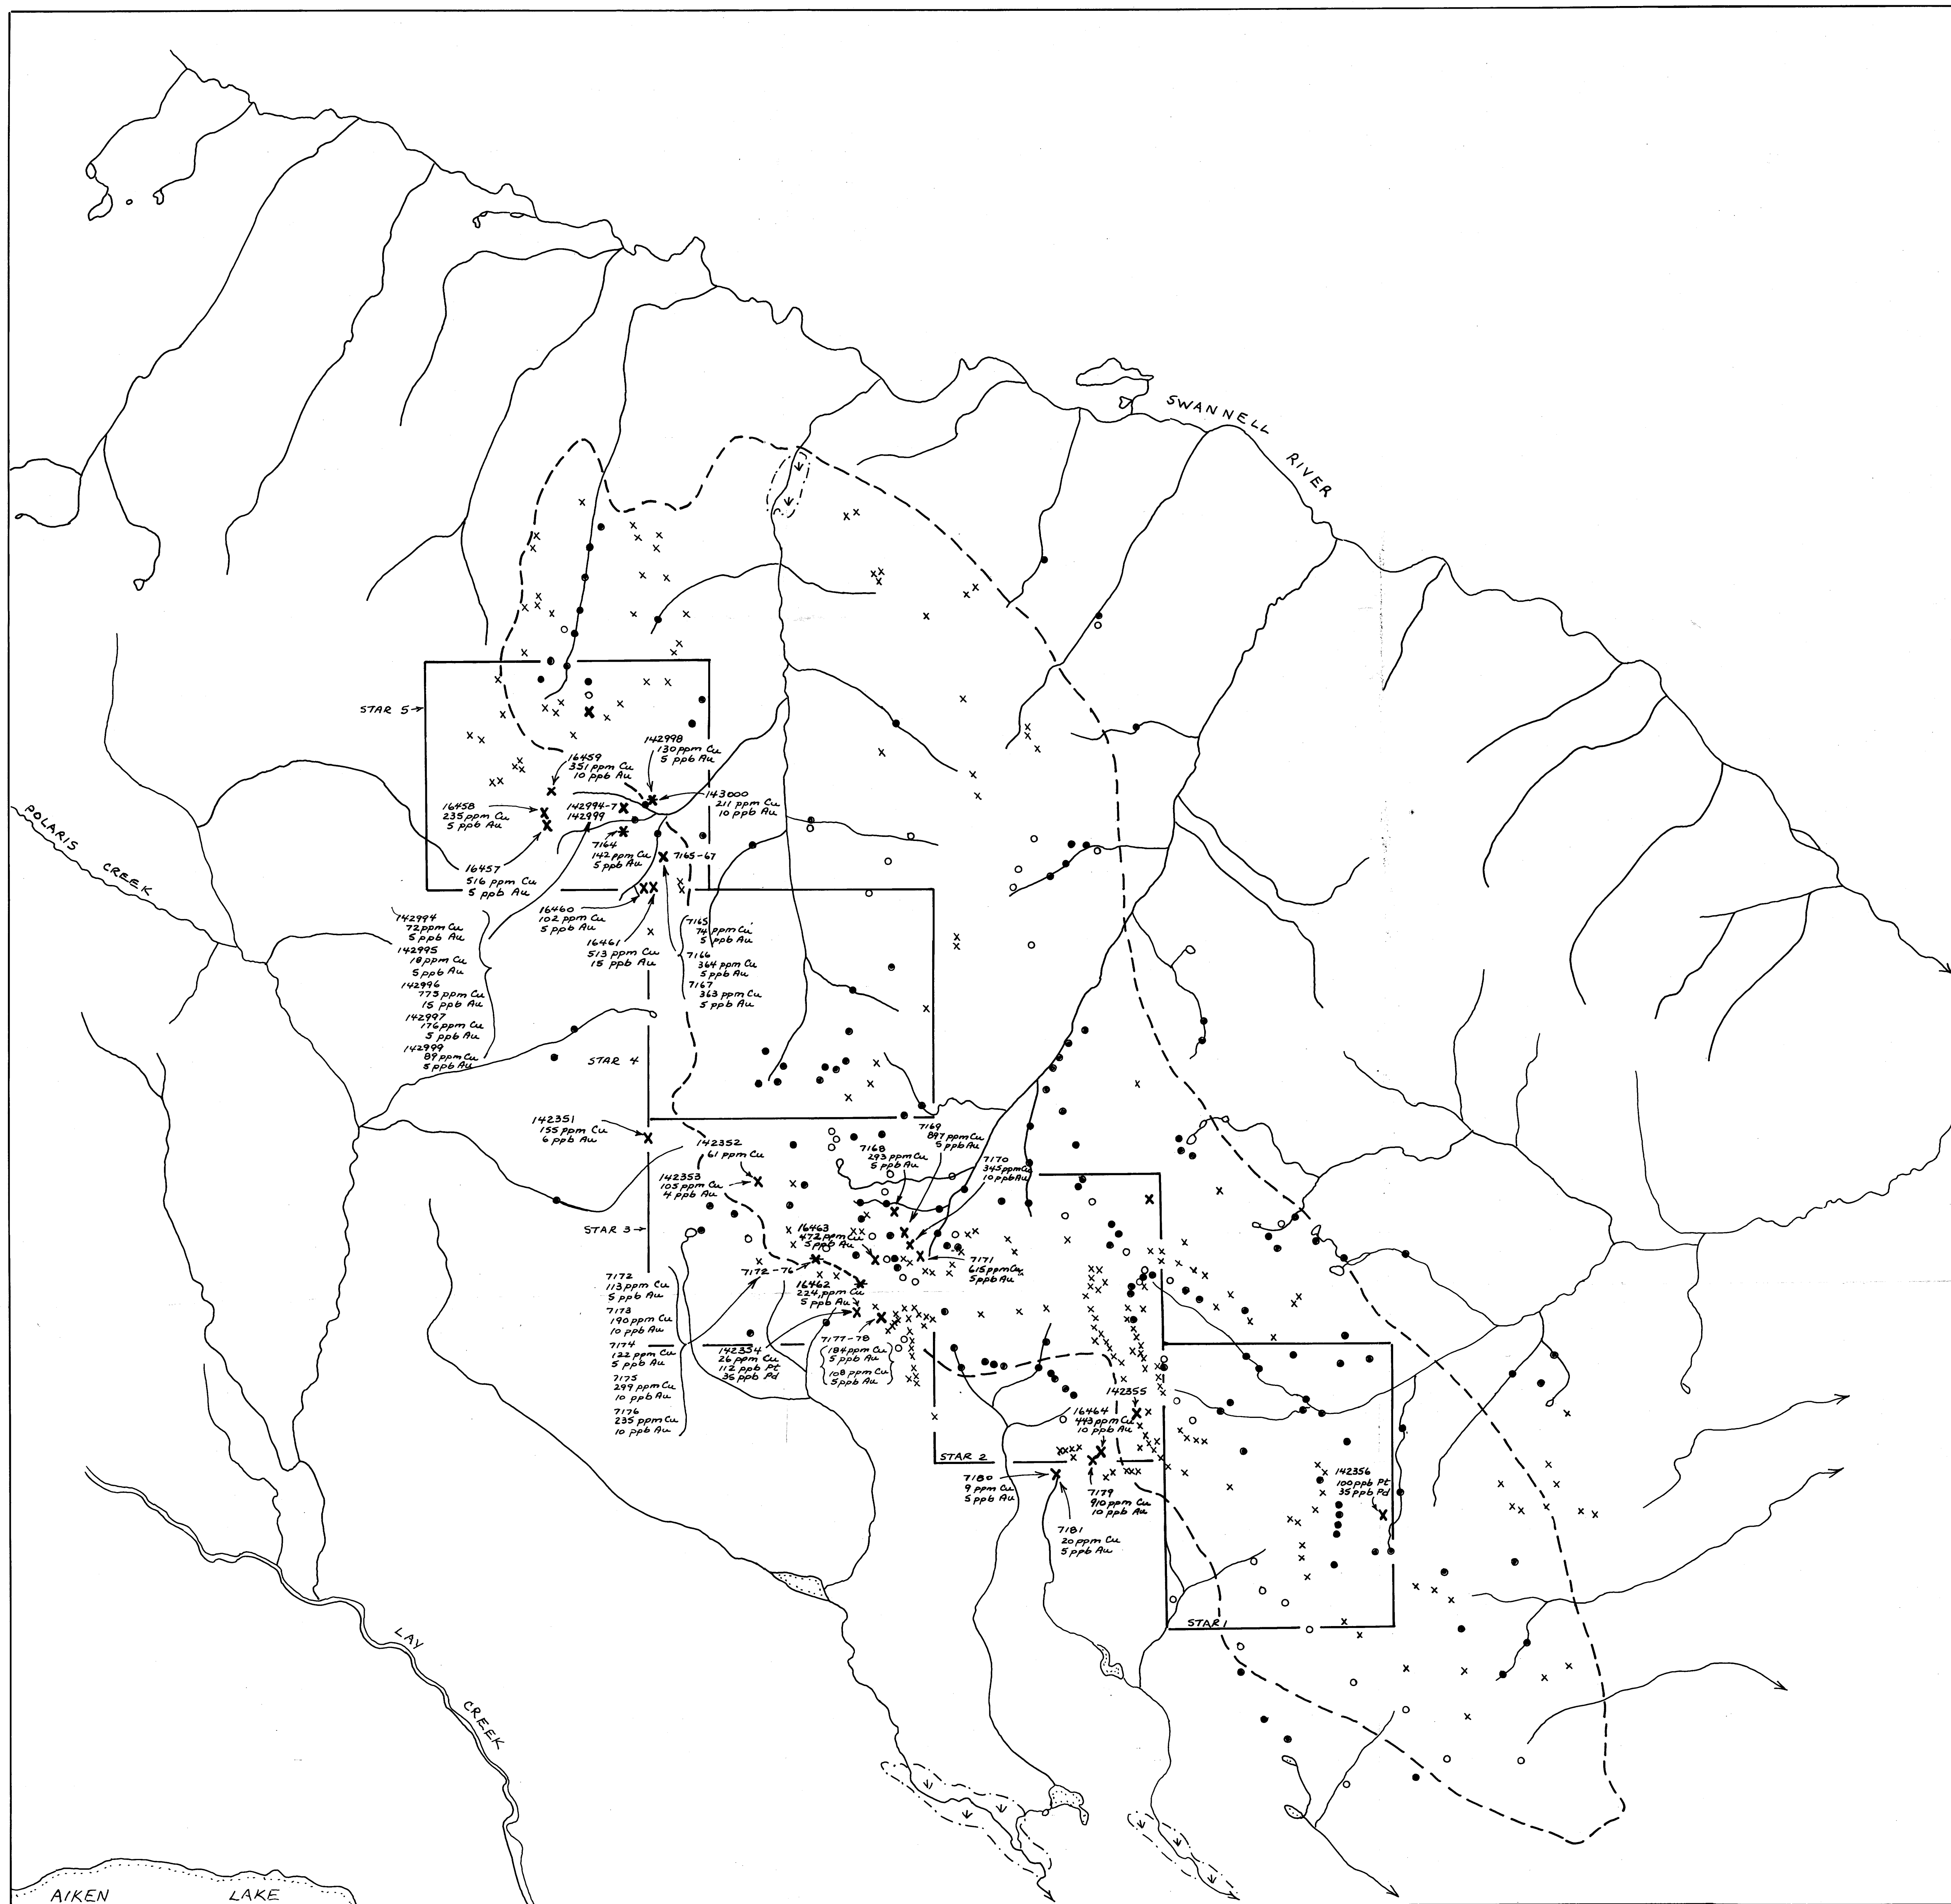 SWANNELL
RIVER
STAR 5
142998
130 ppm Cu
5 ppb Au
16459
351 ppm Cu
10 ppb Au
143000
211 ppm Cu
10 ppb Au
16458
235 ppm Cu
5 ppb Au
142994-7
142999
7164
142 ppm Cu
5 ppb Au
7165-67
POLARIS
CREEK
16457
516 ppm Cu
5 ppb Au
16460
102 ppm Cu
5 ppb Au
16461
513 ppm Cu
15 ppb Au
142994
72 ppm Cu
5 ppb Au
142995
18 ppm Cu
5 ppb Au
142996
775 ppm Cu
15 ppb Au
142997
176 ppm Cu
5 ppb Au
142999
89 ppm Cu
5 ppb Au
7165
74 ppm Cu
5 ppb Au
7166
364 ppm Cu
5 ppb Au
7167
363 ppm Cu
5 ppb Au
STAR 4
142351
155 ppm Cu
6 ppb Au
142352
61 ppm Cu
142353
105 ppm Cu
4 ppb Au
7169
897 ppm Cu
5 ppb Au
7168
293 ppm Cu
5 ppb Au
7170
345 ppm Cu
10 ppb Au
STAR 3
16463
472 ppm Cu
5 ppb Au
7171
615 ppm Cu
5 ppb Au
7172-76
16462
224 ppm Cu
5 ppb Au
7172
113 ppm Cu
5 ppb Au
7173
190 ppm Cu
10 ppb Au
7174
122 ppm Cu
5 ppb Au
7175
299 ppm Cu
10 ppb Au
7176
235 ppm Cu
10 ppb Au
142354
26 ppm Cu
112 ppb Pt
36 ppb Pd
7177-78
184 ppm Cu
5 ppb Au
108 ppm Cu
5 ppb Au
142355
16464
443 ppm Cu
10 ppb Au
STAR 2
7180
9 ppm Cu
5 ppb Au
7179
910 ppm Cu
10 ppb Au
7181
20 ppm Cu
5 ppb Au
142356
100 ppb Pt
35 ppb Pd
STAR 1
LAY
CREEK
AIKEN LAKE